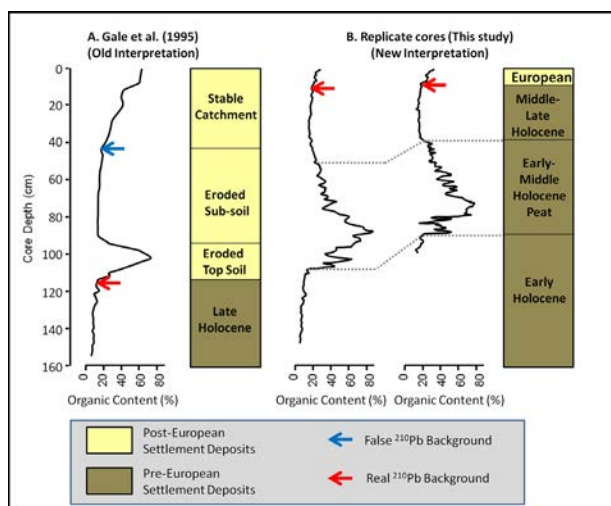 A. Gale et al. (1995)
(Old Interpretation)
B. Replicate cores (This study)
(New Interpretation)
Core Depth (cm)
0
20
40
60
80
100
120
140
160
Stable
Catchment
Eroded
Sub-soil
Eroded
Top Soil
Late
Holocene
European
Middle-
Late
Holocene
Early-
Middle
Holocene
Peat
Early
Holocene
0
20
40
60
80
0
20
40
60
80
0
20
40
60
80
Organic Content (%)
Organic Content (%)
Organic Content (%)
Post-European
Settlement Deposits
Pre-European
Settlement Deposits
False ²¹⁰Pb Background
Real ²¹⁰Pb Background